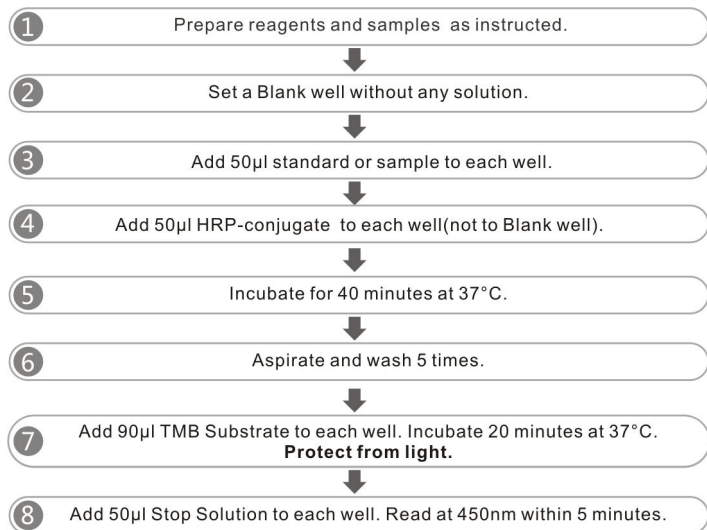 1 Prepare reagents and samples as instructed.
2 Set a Blank well without any solution.
3 Add 50μl standard or sample to each well.
4 Add 50μl HRP-conjugate to each well(not to Blank well).
5 Incubate for 40 minutes at 37°C.
6 Aspirate and wash 5 times.
7 Add 90μl TMB Substrate to each well. Incubate 20 minutes at 37°C.
Protect from light.
8 Add 50μl Stop Solution to each well. Read at 450nm within 5 minutes.